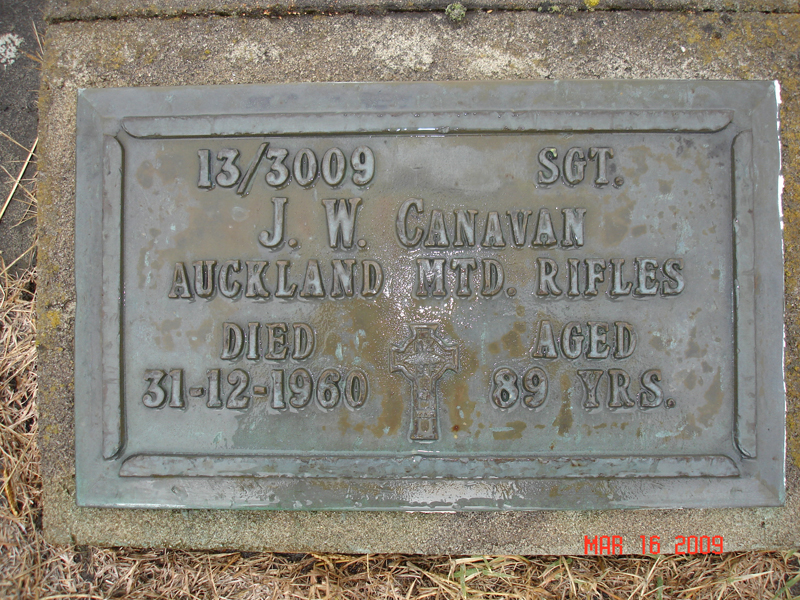 13/3009 SGT.
J. W. CANAVAN
AUCKLAND MTD. RIFLES
DIED AGED
31-12-1960 89 YRS.
MAR 16 2009